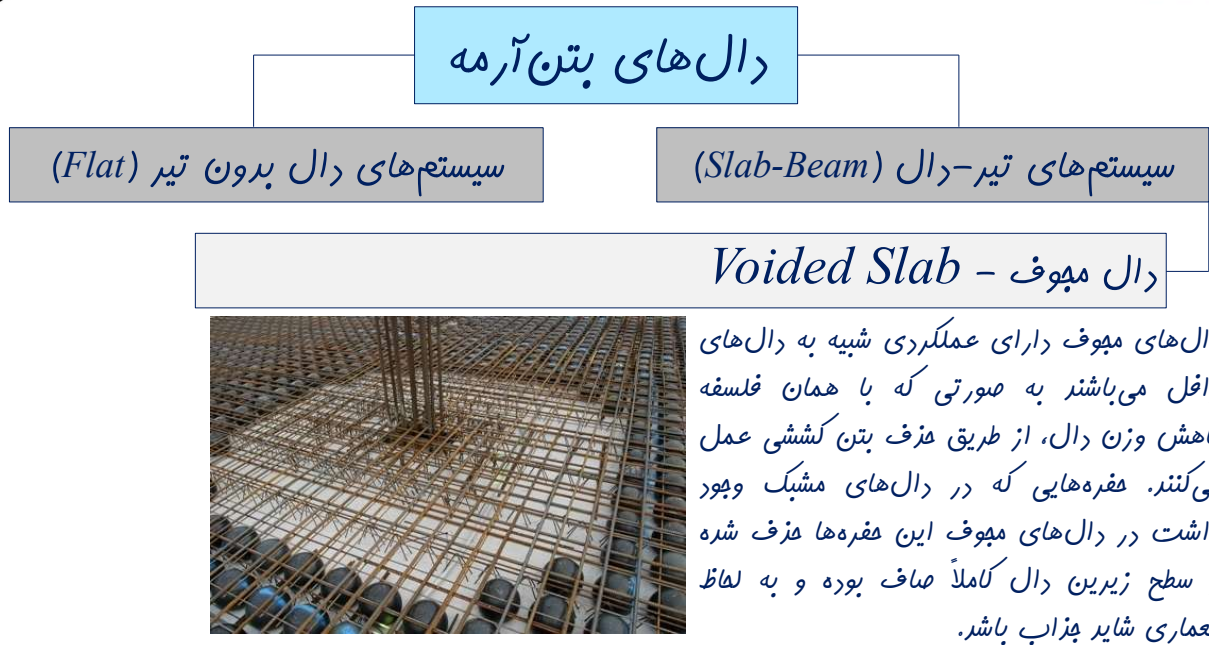 دال‌های بتن‌آرمه
سیستم‌های تیر-دال (Slab-Beam)
سیستم‌های دال بدون تیر (Flat)
دال مجوف – Voided Slab
ال‌های مجوف دارای عملکردی شبیه به دال‌های
افل می‌باشند به صورتی که با همان فلسفه
اهش وزن دال، از طریق حذف بتن کششی عمل
ی‌کنند. حفره‌هایی که در دال‌های مشبک وجود
اشت در دال‌های مجوف این حفره‌ها حذف شده
سطح زیرین دال کاملاً صاف بوده و به لحاظ
عماری شاید جذاب باشد.